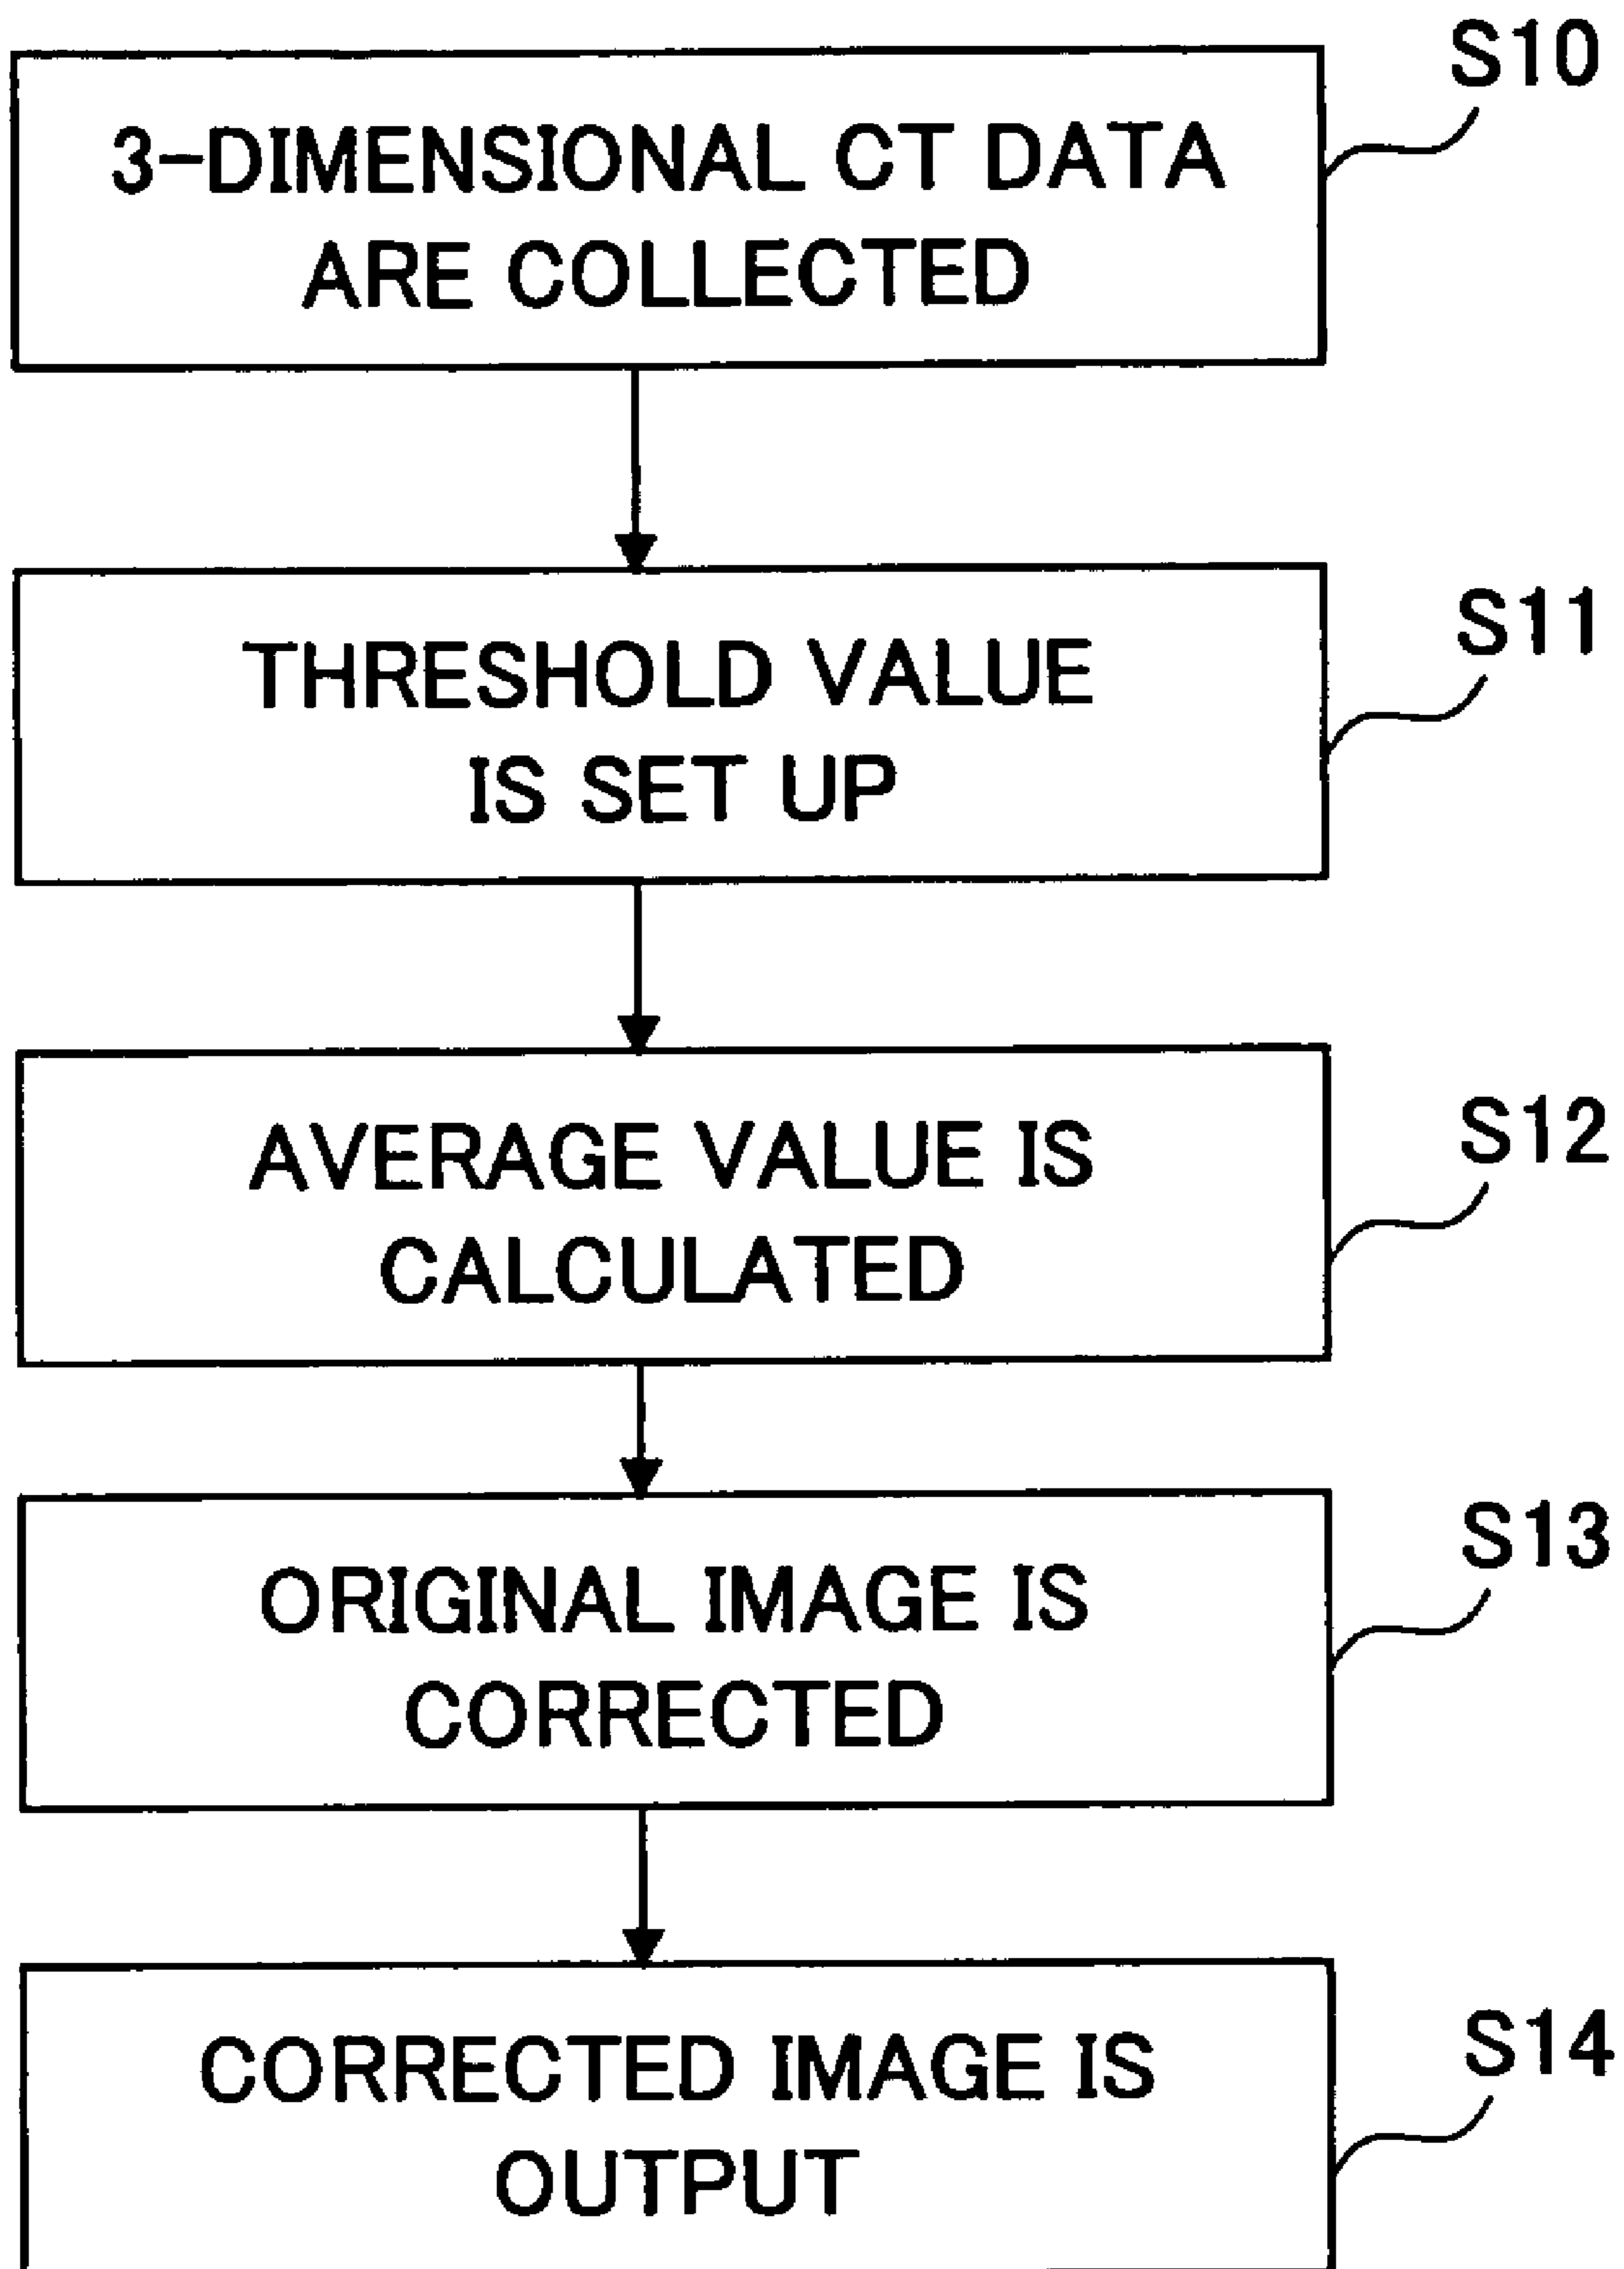 S10
3-DIMENSIONAL CT DATA
ARE COLLECTED
S11
THRESHOLD VALUE
IS SET UP
S12
AVERAGE VALUE IS
CALCULATED
S13
ORIGINAL IMAGE IS
CORRECTED
S14
CORRECTED IMAGE IS
OUTPUT